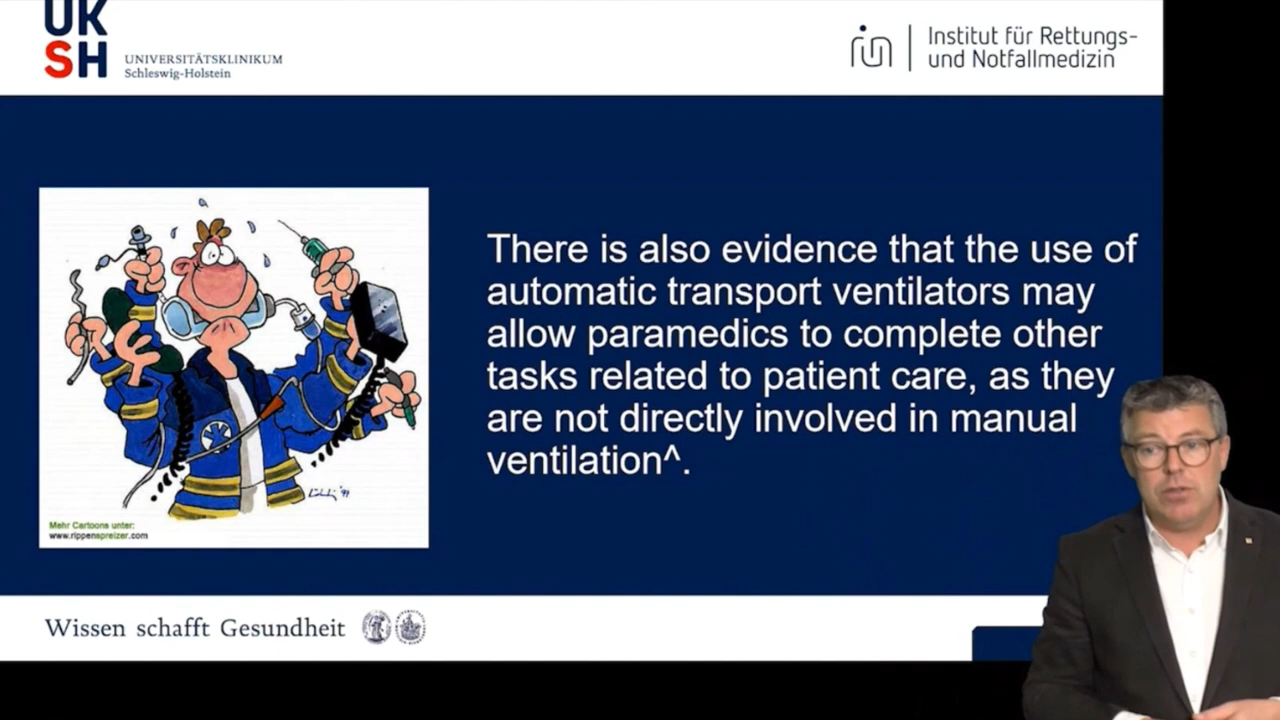 UK
SH
UNIVERSITÄTSKLINIKUM
Schleswig-Holstein
Institut für Rettungs-
und Notfallmedizin
There is also evidence that the use of
automatic transport ventilators may
allow paramedics to complete other
tasks related to patient care, as they
are not directly involved in manual
ventilation^.
Mehr Cartoons unter:
www.rippenspreizer.com
Wissen schafft Gesundheit